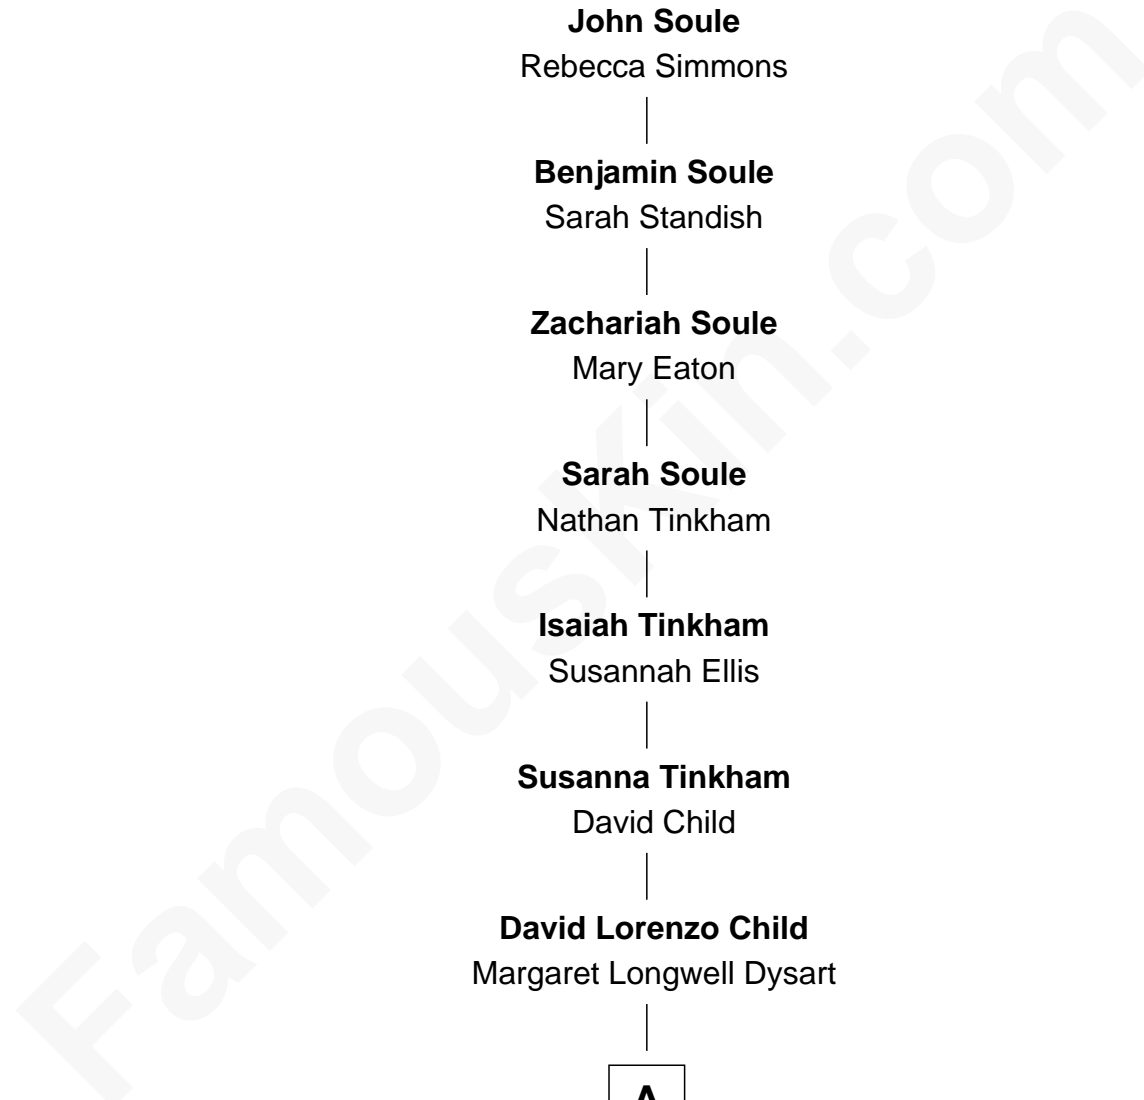 John Soule
Rebecca Simmons
Benjamin Soule
Sarah Standish
Zachariah Soule
Mary Eaton
Sarah Soule
Nathan Tinkham
Isaiah Tinkham
Susannah Ellis
Susanna Tinkham
David Child
David Lorenzo Child
Margaret Longwell Dysart
A
FamousKin.com